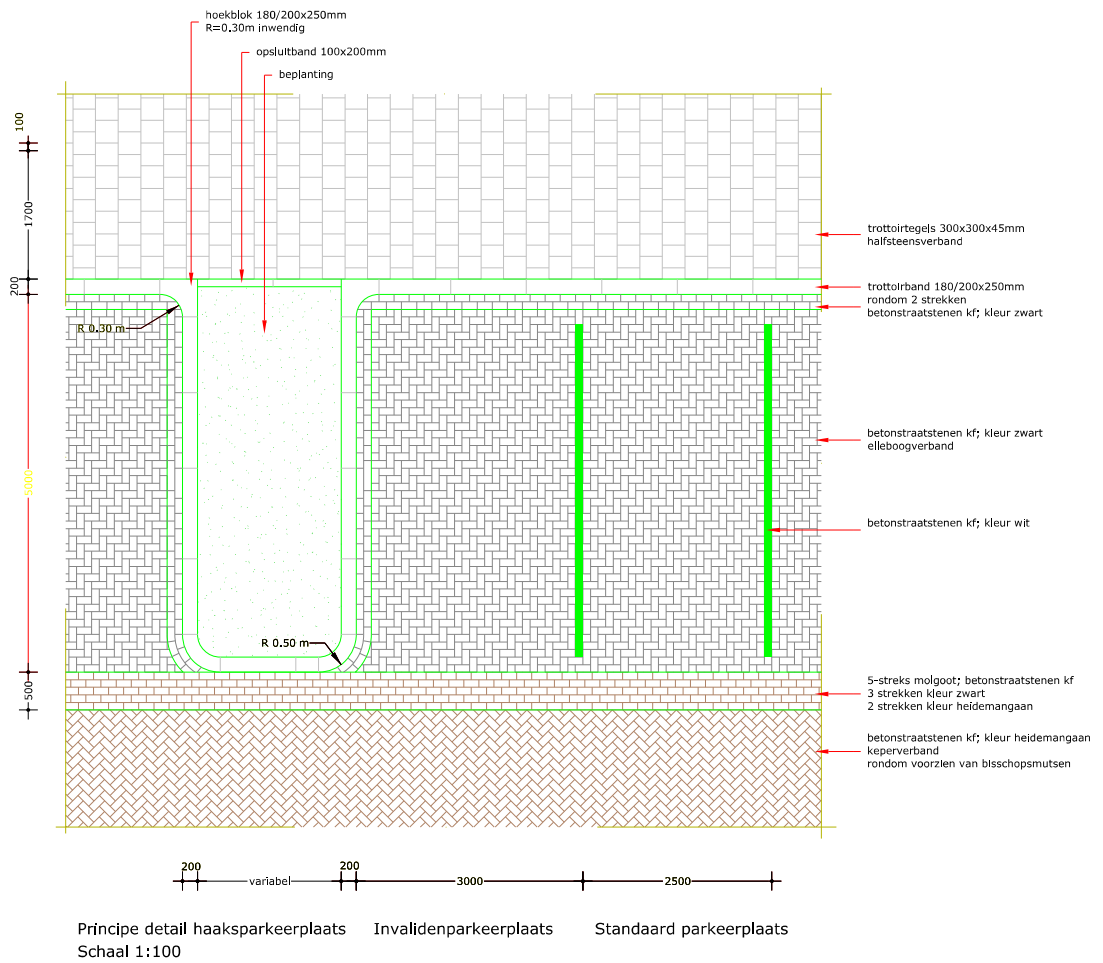 hoekblok 180/200x250mm
R=0.30m inwendig
opsluitband 100x200mm
beplanting
100
1700
200
5000
500
trottoirtegels 300x300x45mm
halfsteensverband
trottoirband 180/200x250mm
rondom 2 strekken
betonstraatstenen kf; kleur zwart
R 0.30 m
betonstraatstenen kf; kleur zwart
elleboogverband
betonstraatstenen kf; kleur wit
R 0.50 m
5-streks molgoot; betonstraatstenen kf
3 strekken kleur zwart
2 strekken kleur heidemangaan
betonstraatstenen kf; kleur heidemangaan
keperverband
rondom voorzien van bisschopsmutsen
200
variabel
200
3000
2500
Principe detail haaksparkeerplaats
Invalidenparkeerplaats
Standaard parkeerplaats
Schaal 1:100